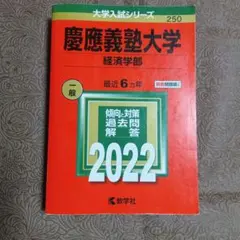 大学入試シリーズ
250
慶應義塾大学
経済学部
一般
最近6カ年
傾向と対策
過去問
解答
2022
教学社